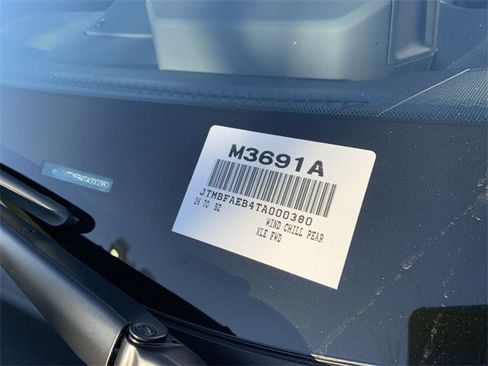 M3691A
JTMBFAEB4TA000380
26 TO BZ
WIND CHILL PEAR
XLE FWD